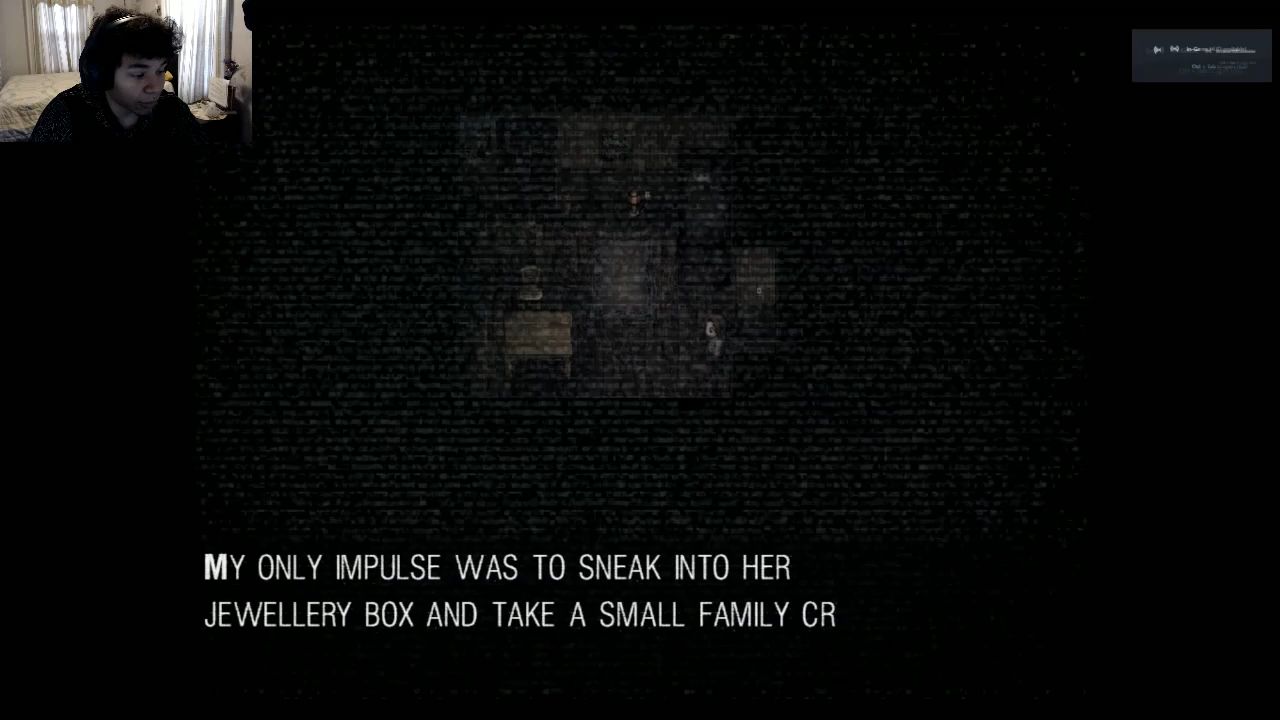 MY ONLY IMPULSE WAS TO SNEAK INTO HER
JEWELLERY BOX AND TAKE A SMALL FAMILY CR